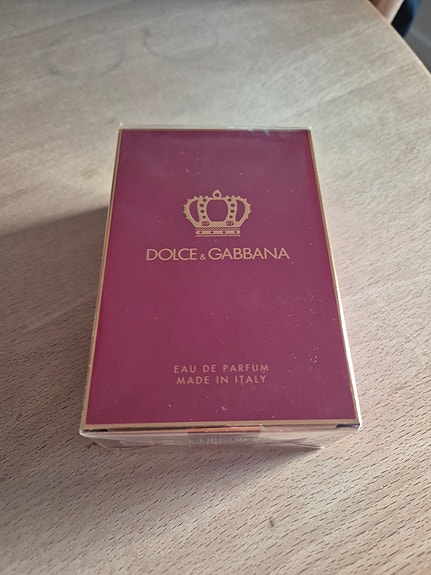 DOLCE & GABBANA
EAU DE PARFUM
MADE IN ITALY